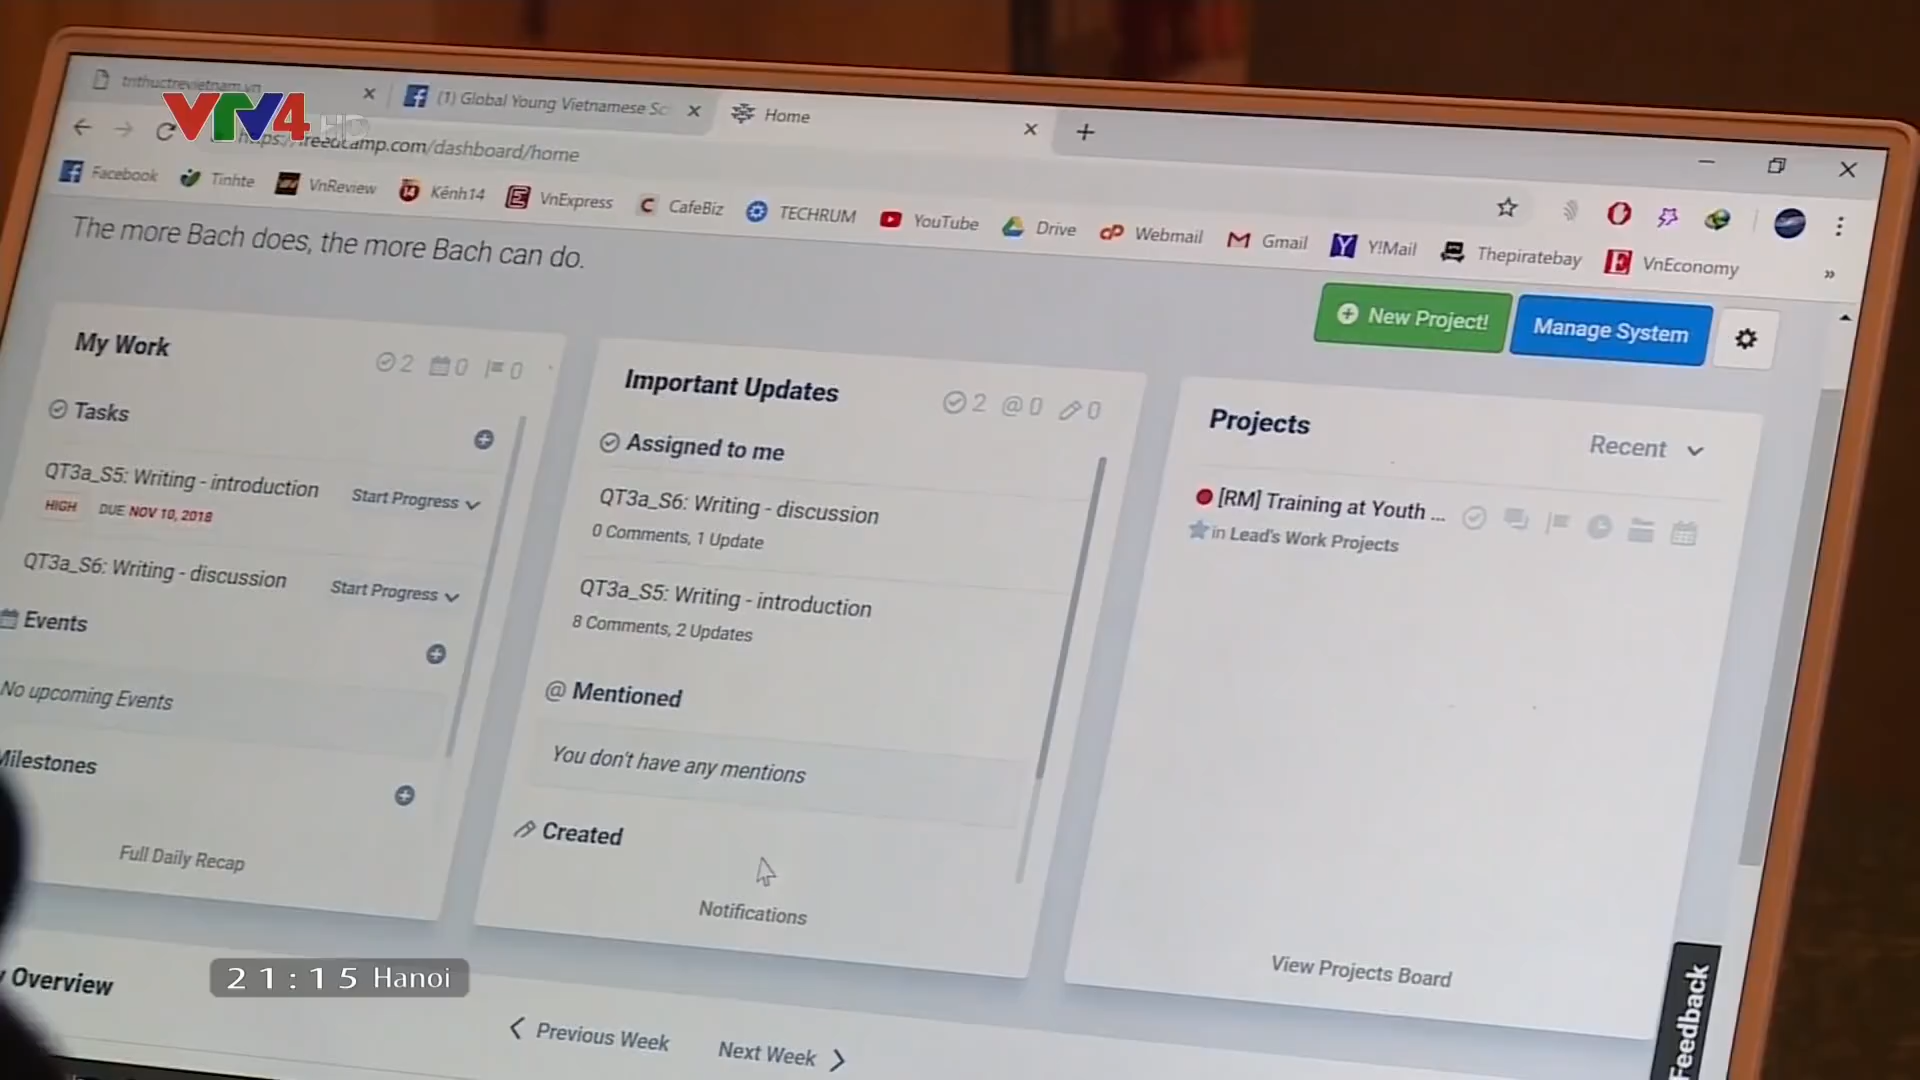 trithuctrevietnam.vn
(1) Global Young Vietnamese Sc
Home
VTV4 HD
https://freedcamp.com/dashboard/home
Facebook
Tinhte
VnReview
Kênh14
VnExpress
CafeBiz
TECHRUM
YouTube
Drive
Webmail
Gmail
Y!Mail
Thepiratebay
VnEconomy
The more Bach does, the more Bach can do.
New Project!
Manage System
My Work
2 0 0
Tasks
QT3a_S5: Writing - introduction
Start Progress
HIGH DUE NOV 10, 2018
QT3a_S6: Writing - discussion
Start Progress
Events
No upcoming Events
Milestones
Full Daily Recap
Important Updates
2 @ 0 0
Assigned to me
QT3a_S6: Writing - discussion
0 Comments, 1 Update
QT3a_S5: Writing - introduction
8 Comments, 2 Updates
@ Mentioned
You don't have any mentions
Created
Notifications
Projects
Recent
[RM] Training at Youth ...
in Lead's Work Projects
View Projects Board
Overview
21:15 Hanoi
Previous Week
Next Week
Feedback